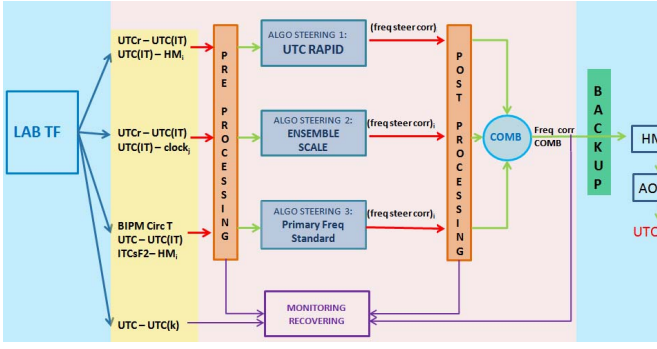 LAB TF
UTCr – UTC(IT)
UTC(IT) – HMi
UTCr – UTC(IT)
UTC(IT) – clockj
BIPM Circ T
UTC – UTC(IT)
ITCsF2 – HMi
UTC – UTC(k)
PRE PROCESSING
ALGO STEERING 1:
UTC RAPID
ALGO STEERING 2:
ENSEMBLE
SCALE
ALGO STEERING 3:
Primary Freq
Standard
(freq steer corr)
(freq steer corr)i
(freq steer corr)i
POST PROCESSING
COMB
Freq corr
COMB
MONITORING
RECOVERING
BACKUP
HM
AO
UTC